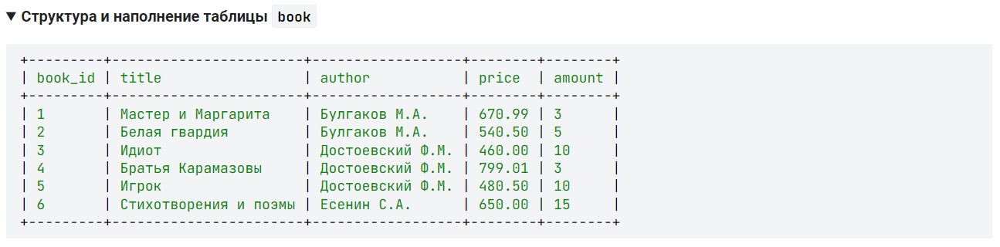 ▼ Структура и наполнение таблицы book
+---------+-----------------------+------------------+--------+--------+
| book_id | title                 | author           | price  | amount |
+---------+-----------------------+------------------+--------+--------+
| 1       | Мастер и Маргарита    | Булгаков М.А.    | 670.99 | 3      |
| 2       | Белая гвардия         | Булгаков М.А.    | 540.50 | 5      |
| 3       | Идиот                 | Достоевский Ф.М. | 460.00 | 10     |
| 4       | Братья Карамазовы     | Достоевский Ф.М. | 799.01 | 3      |
| 5       | Игрок                 | Достоевский Ф.М. | 480.50 | 10     |
| 6       | Стихотворения и поэмы | Есенин С.А.      | 650.00 | 15     |
+---------+-----------------------+------------------+--------+--------+